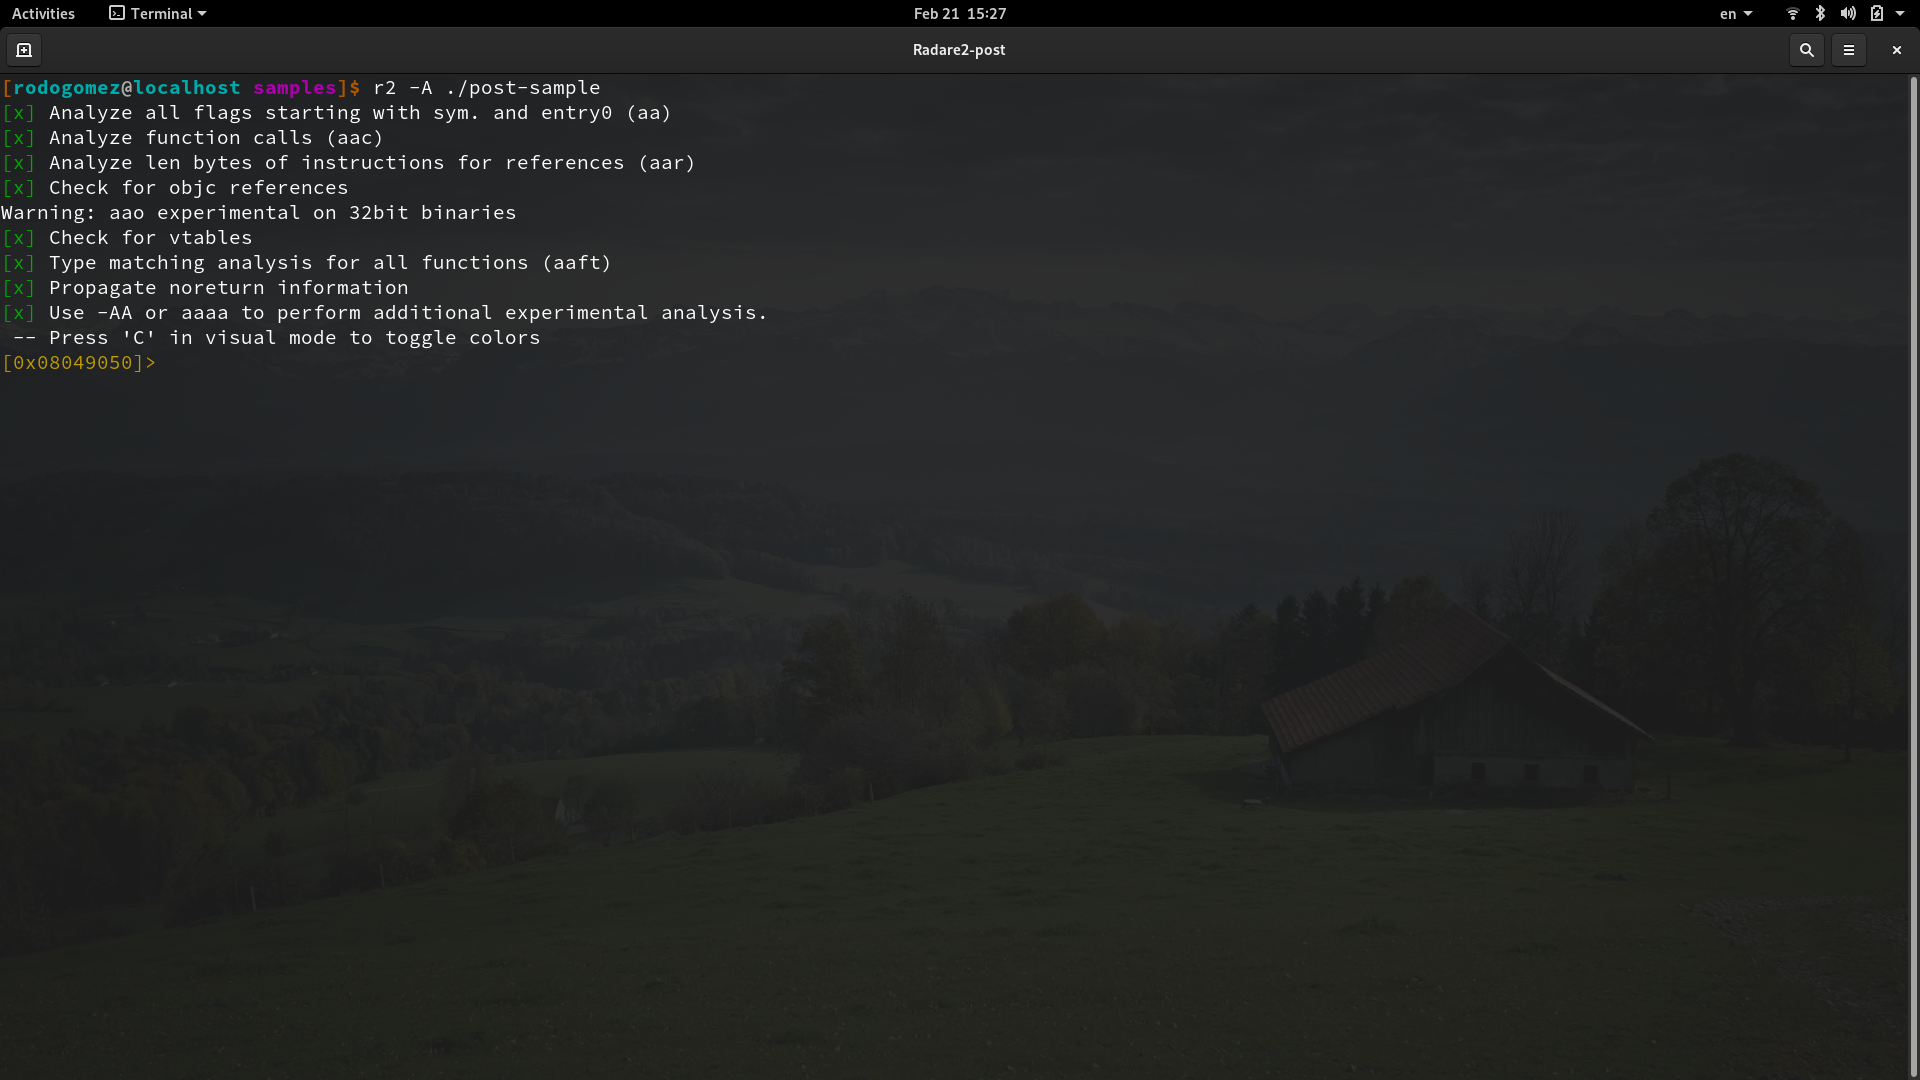 Activities
Terminal
Feb 21 15:27
en
Radare2-post
[rodogomez@localhost samples]$ r2 -A ./post-sample
[x] Analyze all flags starting with sym. and entry0 (aa)
[x] Analyze function calls (aac)
[x] Analyze len bytes of instructions for references (aar)
[x] Check for objc references
Warning: aao experimental on 32bit binaries
[x] Check for vtables
[x] Type matching analysis for all functions (aaft)
[x] Propagate noreturn information
[x] Use -AA or aaaa to perform additional experimental analysis.
 -- Press 'C' in visual mode to toggle colors
[0x08049050]>